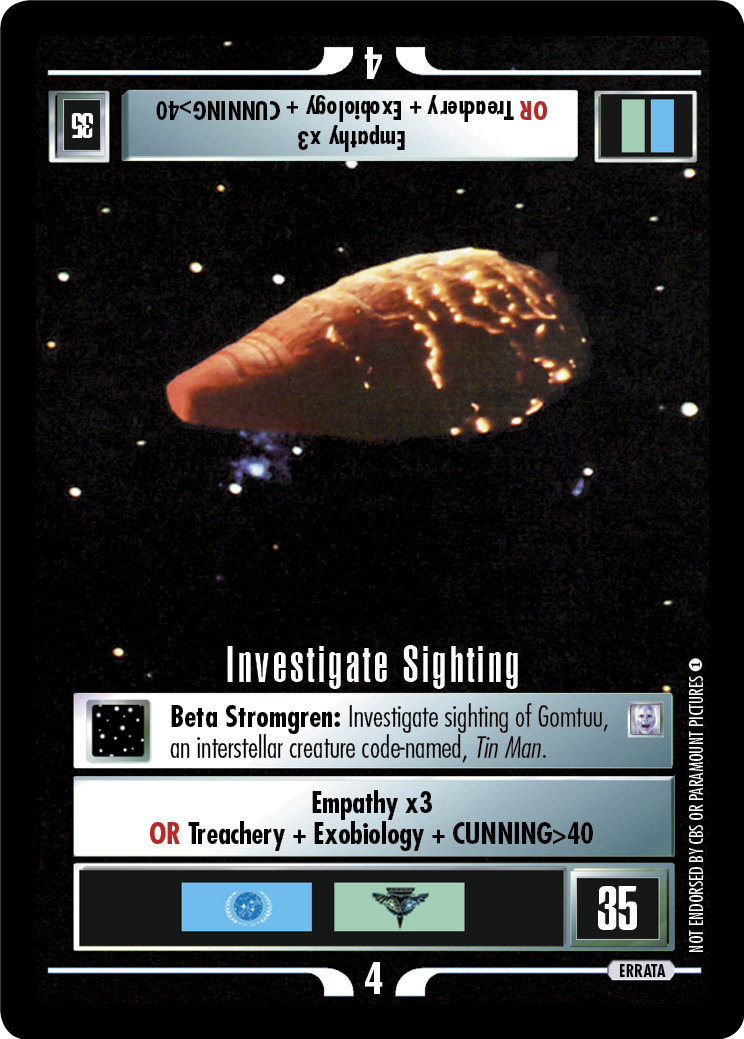 4
35
Empathy x3
OR Treachery + Exobiology + CUNNING>40
Investigate Sighting
Beta Stromgren: Investigate sighting of Gomtuu,
an interstellar creature code-named, Tin Man.
Empathy x3
OR Treachery + Exobiology + CUNNING>40
35
4
ERRATA
NOT ENDORSED BY CBS OR PARAMOUNT PICTURES 1